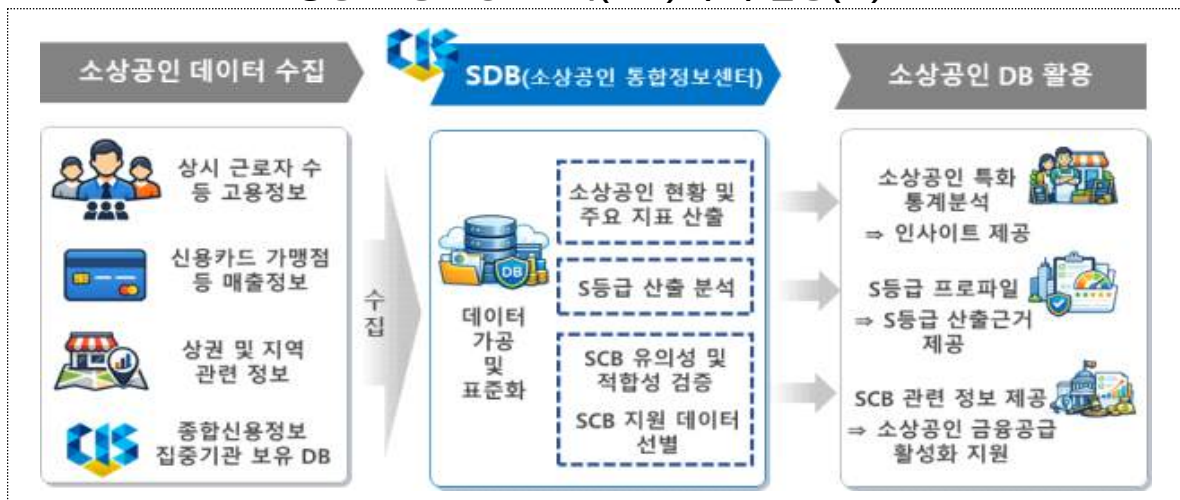 소상공인 데이터 수집
상시 근로자 수
등 고용정보
신용카드 가맹점
등 매출정보
상권 및 지역
관련 정보
CIS
종합신용정보
집중기관 보유 DB
수
집
CIS
SDB(소상공인 통합정보센터)
DB
데이터
가공
및
표준화
소상공인 현황 및
주요 지표 산출
S등급 산출 분석
SCB 유의성 및
적합성 검증
SCB 지원 데이터
선별
소상공인 DB 활용
소상공인 특화
통계분석
⇒ 인사이트 제공
S등급 프로파일
⇒ S등급 산출근거
제공
SCB 관련 정보 제공
⇒ 소상공인 금융공급
활성화 지원